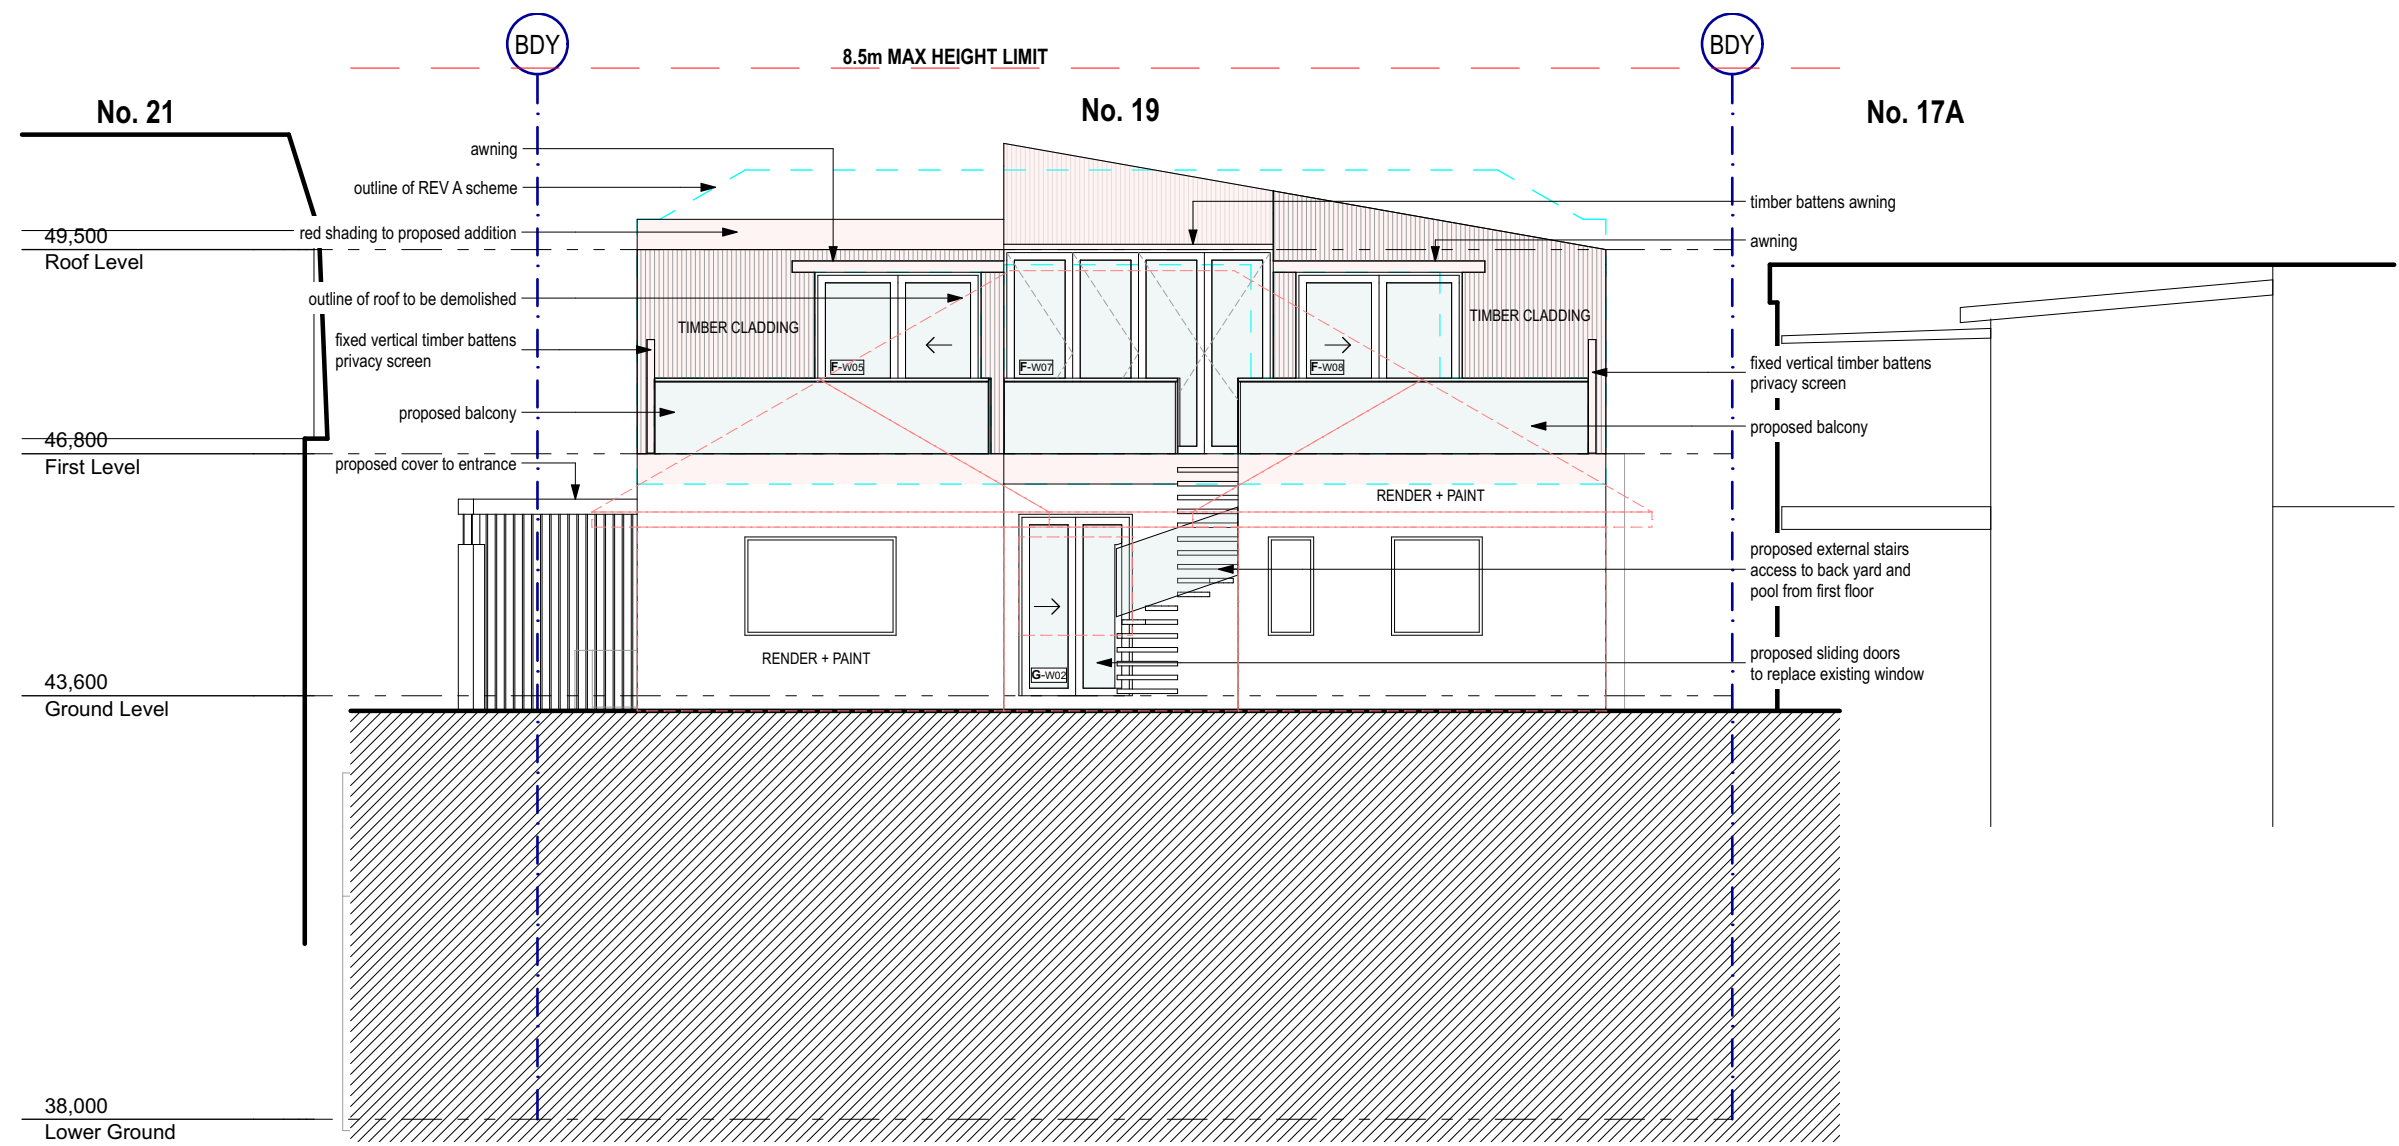 BDY
BDY
8.5m MAX HEIGHT LIMIT
No. 21
No. 19
No. 17A
awning
outline of REV A scheme
red shading to proposed addition
49,500
Roof Level
outline of roof to be demolished
fixed vertical timber battens
privacy screen
proposed balcony
46,800
First Level
proposed cover to entrance
timber battens awning
awning
TIMBER CLADDING
TIMBER CLADDING
F-W05
F-W07
F-W08
fixed vertical timber battens
privacy screen
proposed balcony
RENDER + PAINT
proposed external stairs
access to back yard and
pool from first floor
RENDER + PAINT
G-W02
proposed sliding doors
to replace existing window
43,600
Ground Level
38,000
Lower Ground